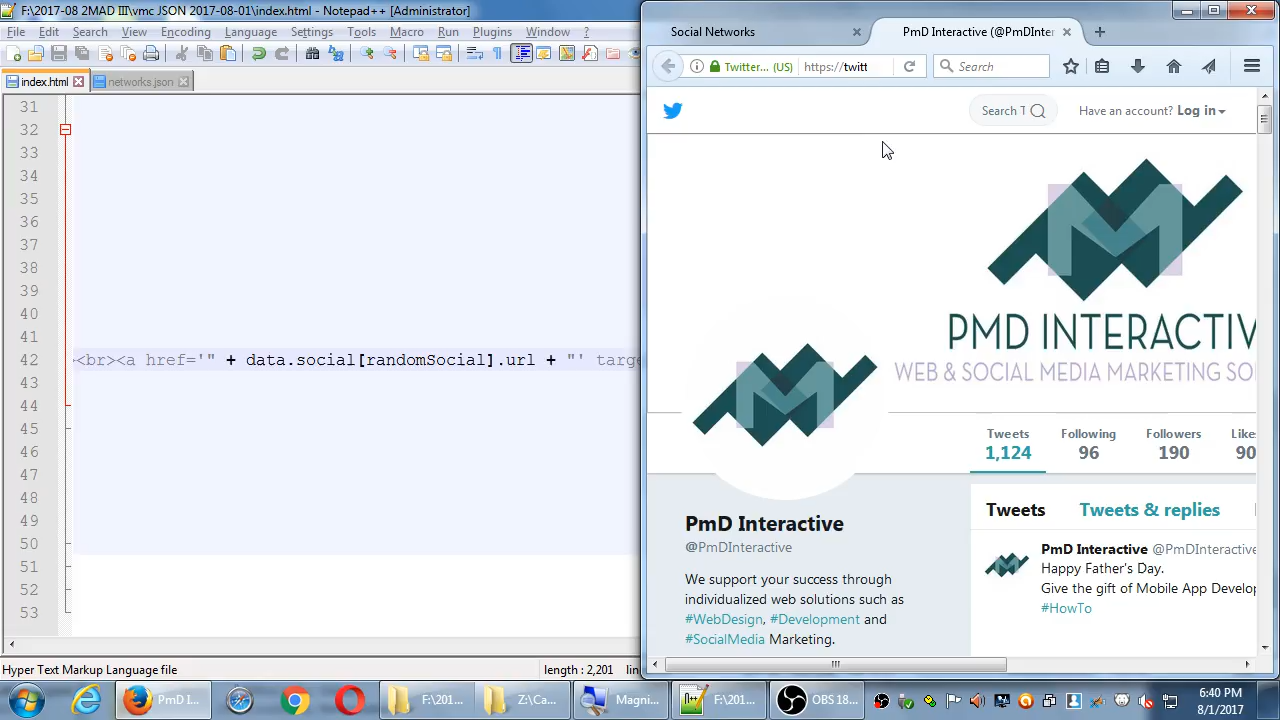 F:\2017-08 2MAD III\vmc JSON 2017-08-01\index.html - Notepad++ [Administrator]
File Edit Search View Encoding Language Settings Tools Macro Run Plugins Window ?
index.html networks.json
31
32
33
34
35
36
37
38
39
40
41
42 ><br><a href='" + data.social[randomSocial].url + "' targe
43
44
45
46
47
48
49
50
51
52
53
Hyper Text Markup Language file length : 2,201 lin
Social Networks PmD Interactive (@PmDInter
Twitter... (US) https://twitt Search
Search T Have an account? Log in
PMD INTERACTIV
WEB & SOCIAL MEDIA MARKETING SO
Tweets Following Followers Like
1,124 96 190 90
PmD Interactive
@PmDInteractive
We support your success through
individualized web solutions such as
#WebDesign, #Development and
#SocialMedia Marketing.
Tweets Tweets & replies
PmD Interactive @PmDInteractive
Happy Father's Day.
Give the gift of Mobile App Develop
#HowTo
PmD I... F:\201... Z:\Ca... Magni... F:\201... OBS 18...
6:40 PM
8/1/2017